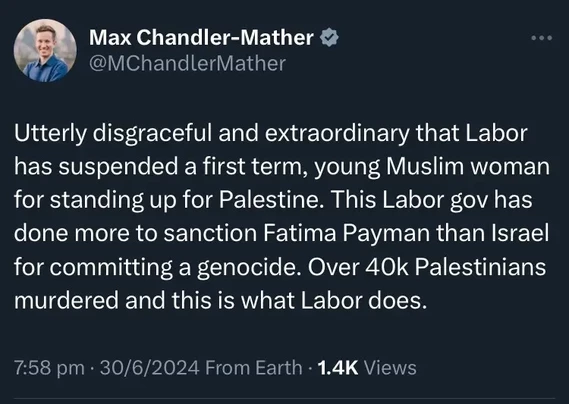 Max Chandler-Mather
@MChandlerMather
Utterly disgraceful and extraordinary that Labor
has suspended a first term, young Muslim woman
for standing up for Palestine. This Labor gov has
done more to sanction Fatima Payman than Israel
for committing a genocide. Over 40k Palestinians
murdered and this is what Labor does.
7:58 pm · 30/6/2024 From Earth · 1.4K Views